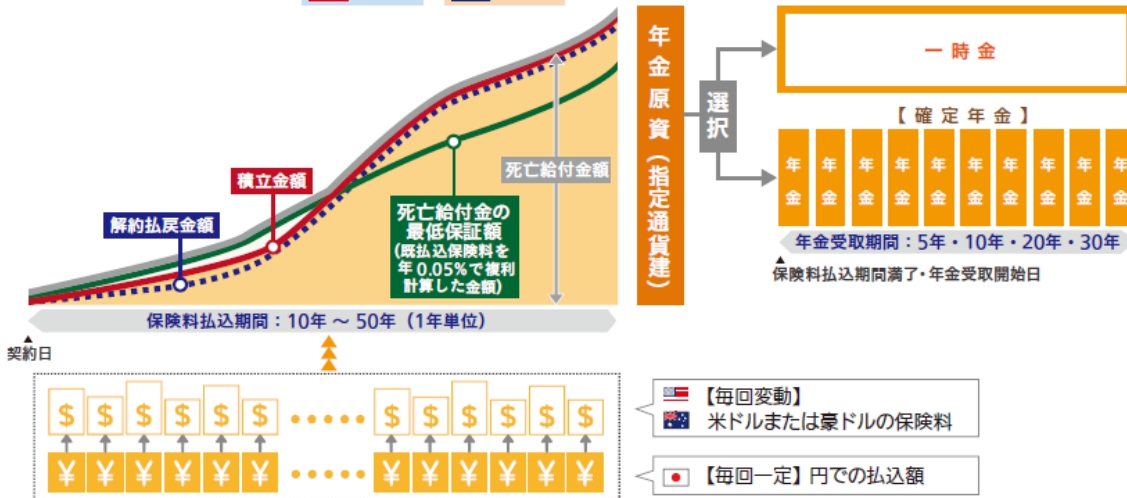 年金原資（指定通貨建）
選択
一時金
【確定年金】
年金 年金 年金 年金 年金 年金 年金 年金 年金 年金
年金受取期間：5年・10年・20年・30年
保険料払込期間満了・年金受取開始日
死亡給付金額
積立金額
解約払戻金額
死亡給付金の
最低保証額
(既払込保険料を
年0.05%で複利
計算した金額)
保険料払込期間：10年 ～ 50年（1年単位）
契約日
$ $ $ $ $ $ ••••• $ $ $ $ $ $
¥ ¥ ¥ ¥ ¥ ¥ ••••• ¥ ¥ ¥ ¥ ¥ ¥
【毎回変動】
米ドルまたは豪ドルの保険料
【毎回一定】円での払込額